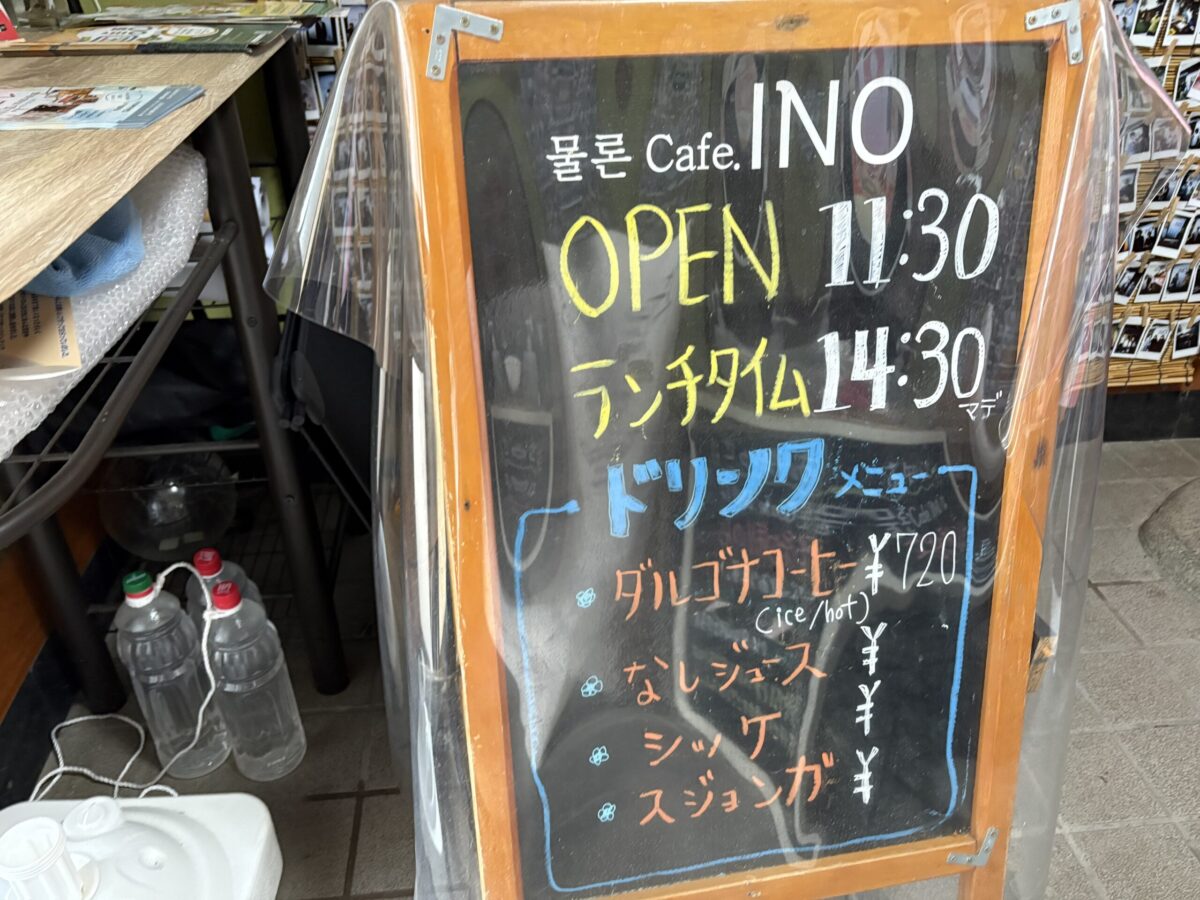 물론 Cafe. INO
OPEN 11:30
ランチタイム 14:30 マデ
ドリンク メニュー
ダルゴナコーヒー ¥720
(ice/hot)
なしジュース ¥
シッケ ¥
スジョンガ ¥